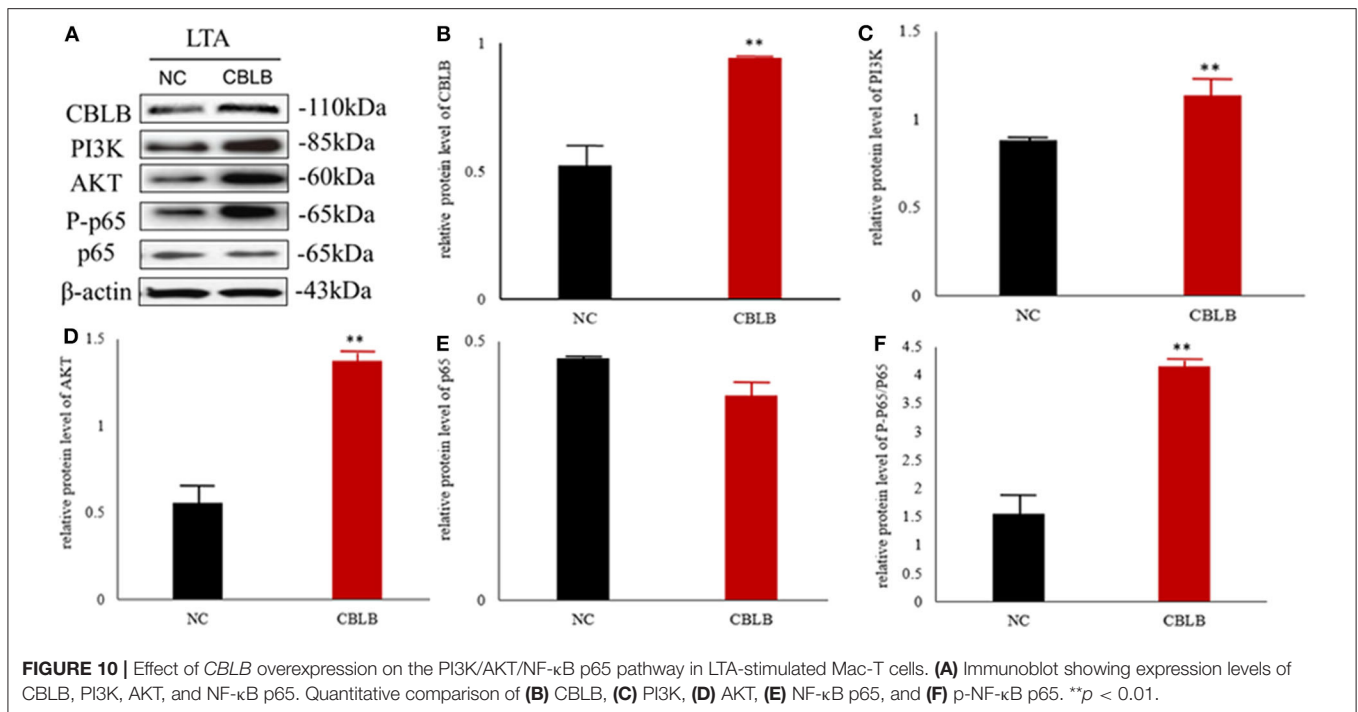 A
LTA
NC CBLB
CBLB -110kDa
PI3K -85kDa
AKT -60kDa
P-p65 -65kDa
p65 -65kDa
β-actin -43kDa
B
relative protein level of CBLB
1
0.5
0
**
NC CBLB
C
relative protein level of PI3K
1.5
1
0.5
0
**
NC CBLB
D
relative protein level of AKT
1.5
1
0.5
0
**
NC CBLB
E
relative protein level of p65
0.5
0
NC CBLB
F
relative protein level of P-P65/P65
4.5
4
3.5
3
2.5
2
1.5
1
0.5
0
**
NC CBLB
FIGURE 10 | Effect of CBLB overexpression on the PI3K/AKT/NF-κB p65 pathway in LTA-stimulated Mac-T cells. (A) Immunoblot showing expression levels of
CBLB, PI3K, AKT, and NF-κB p65. Quantitative comparison of (B) CBLB, (C) PI3K, (D) AKT, (E) NF-κB p65, and (F) p-NF-κB p65. **p < 0.01.